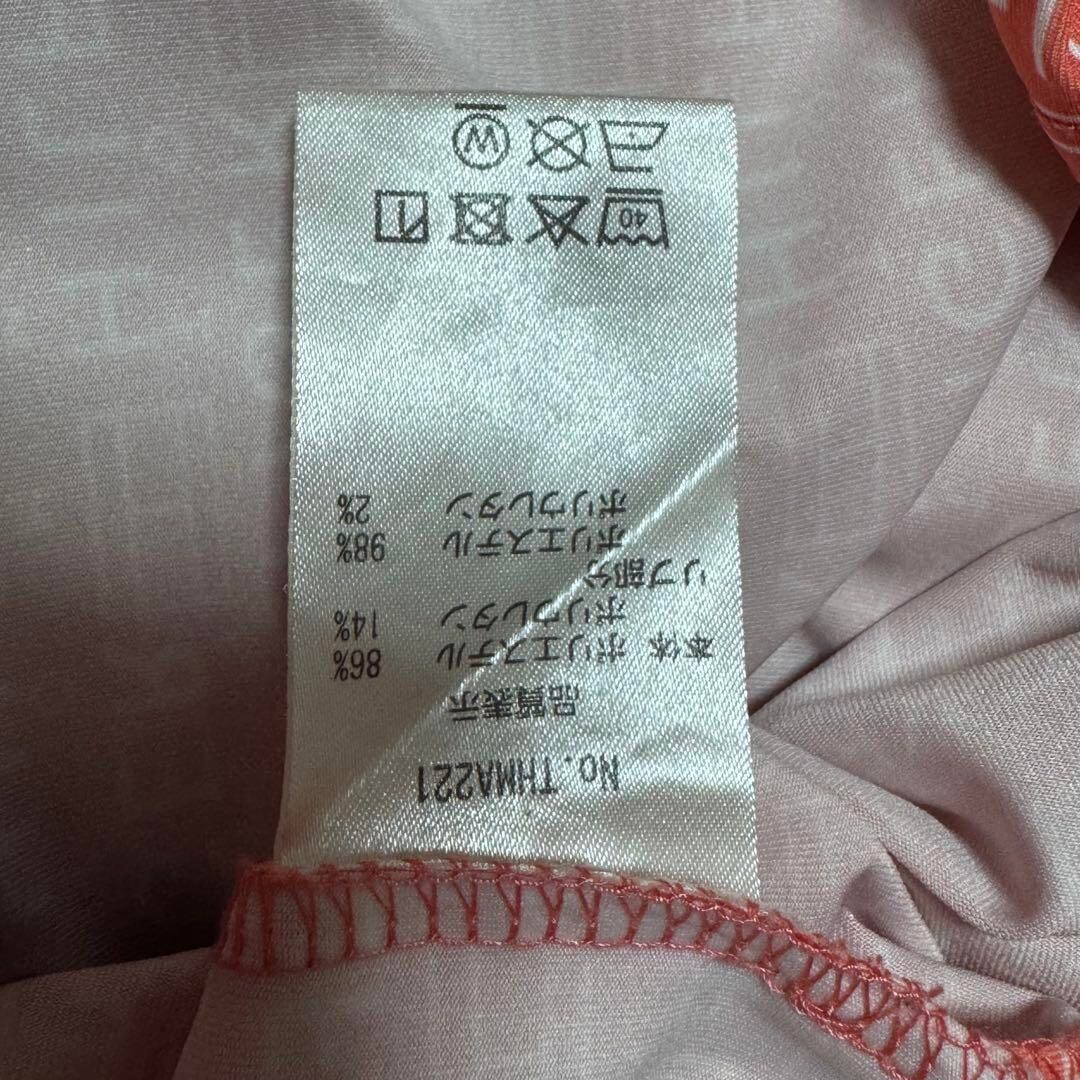 No.THMA221
品質表示
本体 ポリエステル 86%
ポリウレタン 14%
リブ部分
ポリエステル 98%
ポリウレタン 2%
40
W